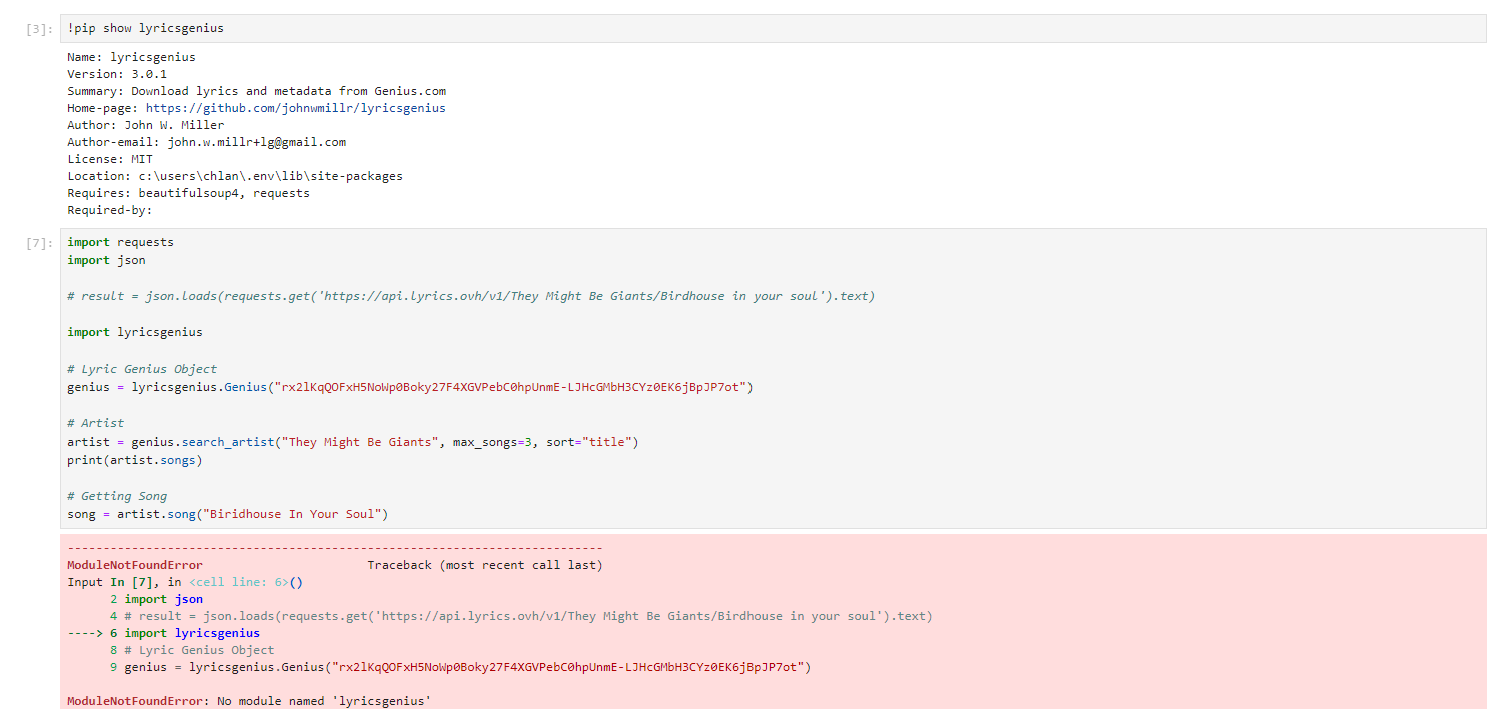 [3]: !pip show lyricsgenius
Name: lyricsgenius
Version: 3.0.1
Summary: Download lyrics and metadata from Genius.com
Home-page: https://github.com/johnwmillr/lyricsgenius
Author: John W. Miller
Author-email: john.w.millr+lg@gmail.com
License: MIT
Location: c:\users\chlan\.env\lib\site-packages
Requires: beautifulsoup4, requests
Required-by:
[7]: import requests
import json
# result = json.loads(requests.get('https://api.lyrics.ovh/v1/They Might Be Giants/Birdhouse in your soul').text)
import lyricsgenius
# Lyric Genius Object
genius = lyricsgenius.Genius("rx2lKqQOFxH5NoWp0Boky27F4XGVPebC0hpUnmE-LJHcGMbH3CYz0EK6jBpJP7ot")
# Artist
artist = genius.search_artist("They Might Be Giants", max_songs=3, sort="title")
print(artist.songs)
# Getting Song
song = artist.song("Biridhouse In Your Soul")
---------------------------------------------------------------------------
ModuleNotFoundError                       Traceback (most recent call last)
Input In [7], in <cell line: 6>()
      2 import json
      4 # result = json.loads(requests.get('https://api.lyrics.ovh/v1/They Might Be Giants/Birdhouse in your soul').text)
----> 6 import lyricsgenius
      8 # Lyric Genius Object
      9 genius = lyricsgenius.Genius("rx2lKqQOFxH5NoWp0Boky27F4XGVPebC0hpUnmE-LJHcGMbH3CYz0EK6jBpJP7ot")
ModuleNotFoundError: No module named 'lyricsgenius'